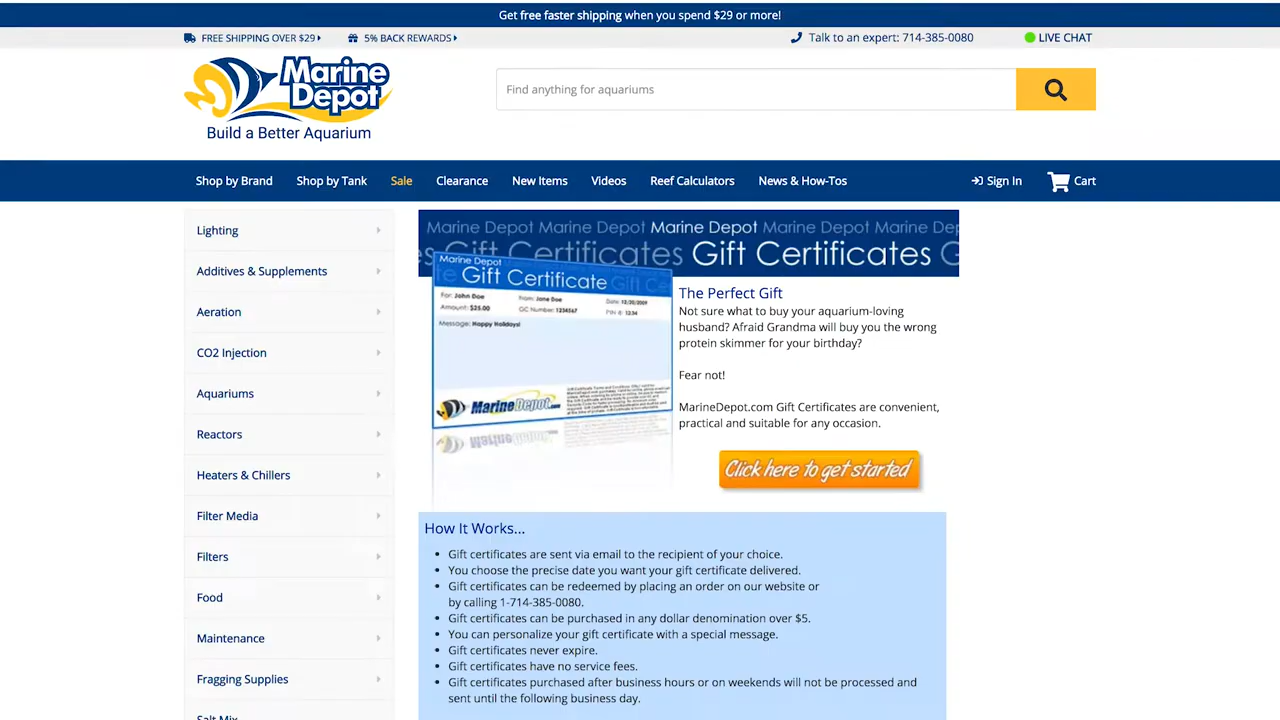 Get free faster shipping when you spend $29 or more!
FREE SHIPPING OVER $29
5% BACK REWARDS
Talk to an expert: 714-385-0080
LIVE CHAT
Marine
Depot
Build a Better Aquarium
Find anything for aquariums
Shop by Brand
Shop by Tank
Sale
Clearance
New Items
Videos
Reef Calculators
News & How-Tos
Sign In
Cart
Lighting
Additives & Supplements
Aeration
CO2 Injection
Aquariums
Reactors
Heaters & Chillers
Filter Media
Filters
Food
Maintenance
Fragging Supplies
Salt Mix
Marine Depot Marine Depot Marine Depot Marine Depot Marine Dep
Gift Certificates Gift Certificates
Marine Depot
Gift Certificate
For: John Doe
From: Jane Doe
Date: 12/20/2009
Amount: $25.00
GC Number: 1234567
PIN #: 1234
Message: Happy Holidays!
MarineDepot.com
The Perfect Gift
Not sure what to buy your aquarium-loving
husband? Afraid Grandma will buy you the wrong
protein skimmer for your birthday?
Fear not!
MarineDepot.com Gift Certificates are convenient,
practical and suitable for any occasion.
Click here to get started
How It Works...
Gift certificates are sent via email to the recipient of your choice.
You choose the precise date you want your gift certificate delivered.
Gift certificates can be redeemed by placing an order on our website or
by calling 1-714-385-0080.
Gift certificates can be purchased in any dollar denomination over $5.
You can personalize your gift certificate with a special message.
Gift certificates never expire.
Gift certificates have no service fees.
Gift certificates purchased after business hours or on weekends will not be processed and
sent until the following business day.